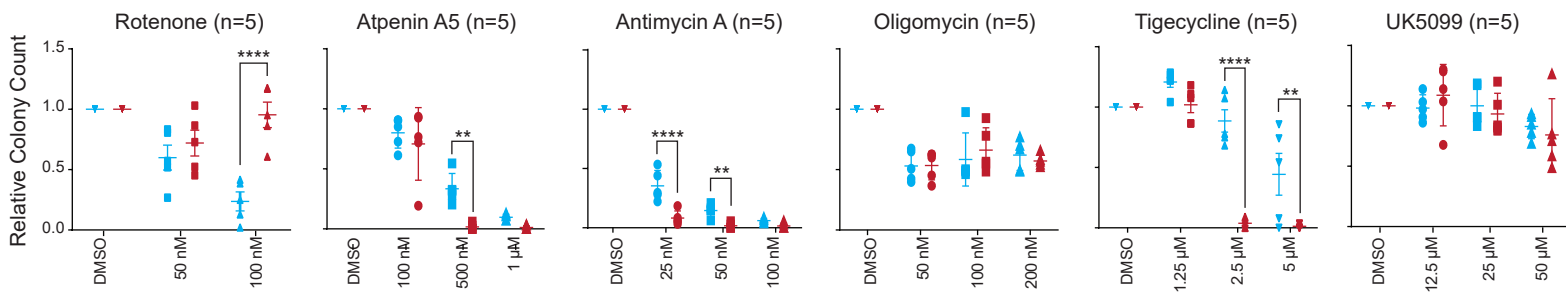 Rotenone (n=5)
Atpenin A5 (n=5)
Antimycin A (n=5)
Oligomycin (n=5)
Tigecycline (n=5)
UK5099 (n=5)
Relative Colony Count
1.5
1.0
0.5
0.0
****
**
****
**
****
**
DMSO
50 nM
100 nM
DMSO
100 nM
500 nM
1 µM
DMSO
25 nM
50 nM
100 nM
DMSO
50 nM
100 nM
200 nM
DMSO
1.25 µM
2.5 µM
5 µM
DMSO
12.5 µM
25 µM
50 µM